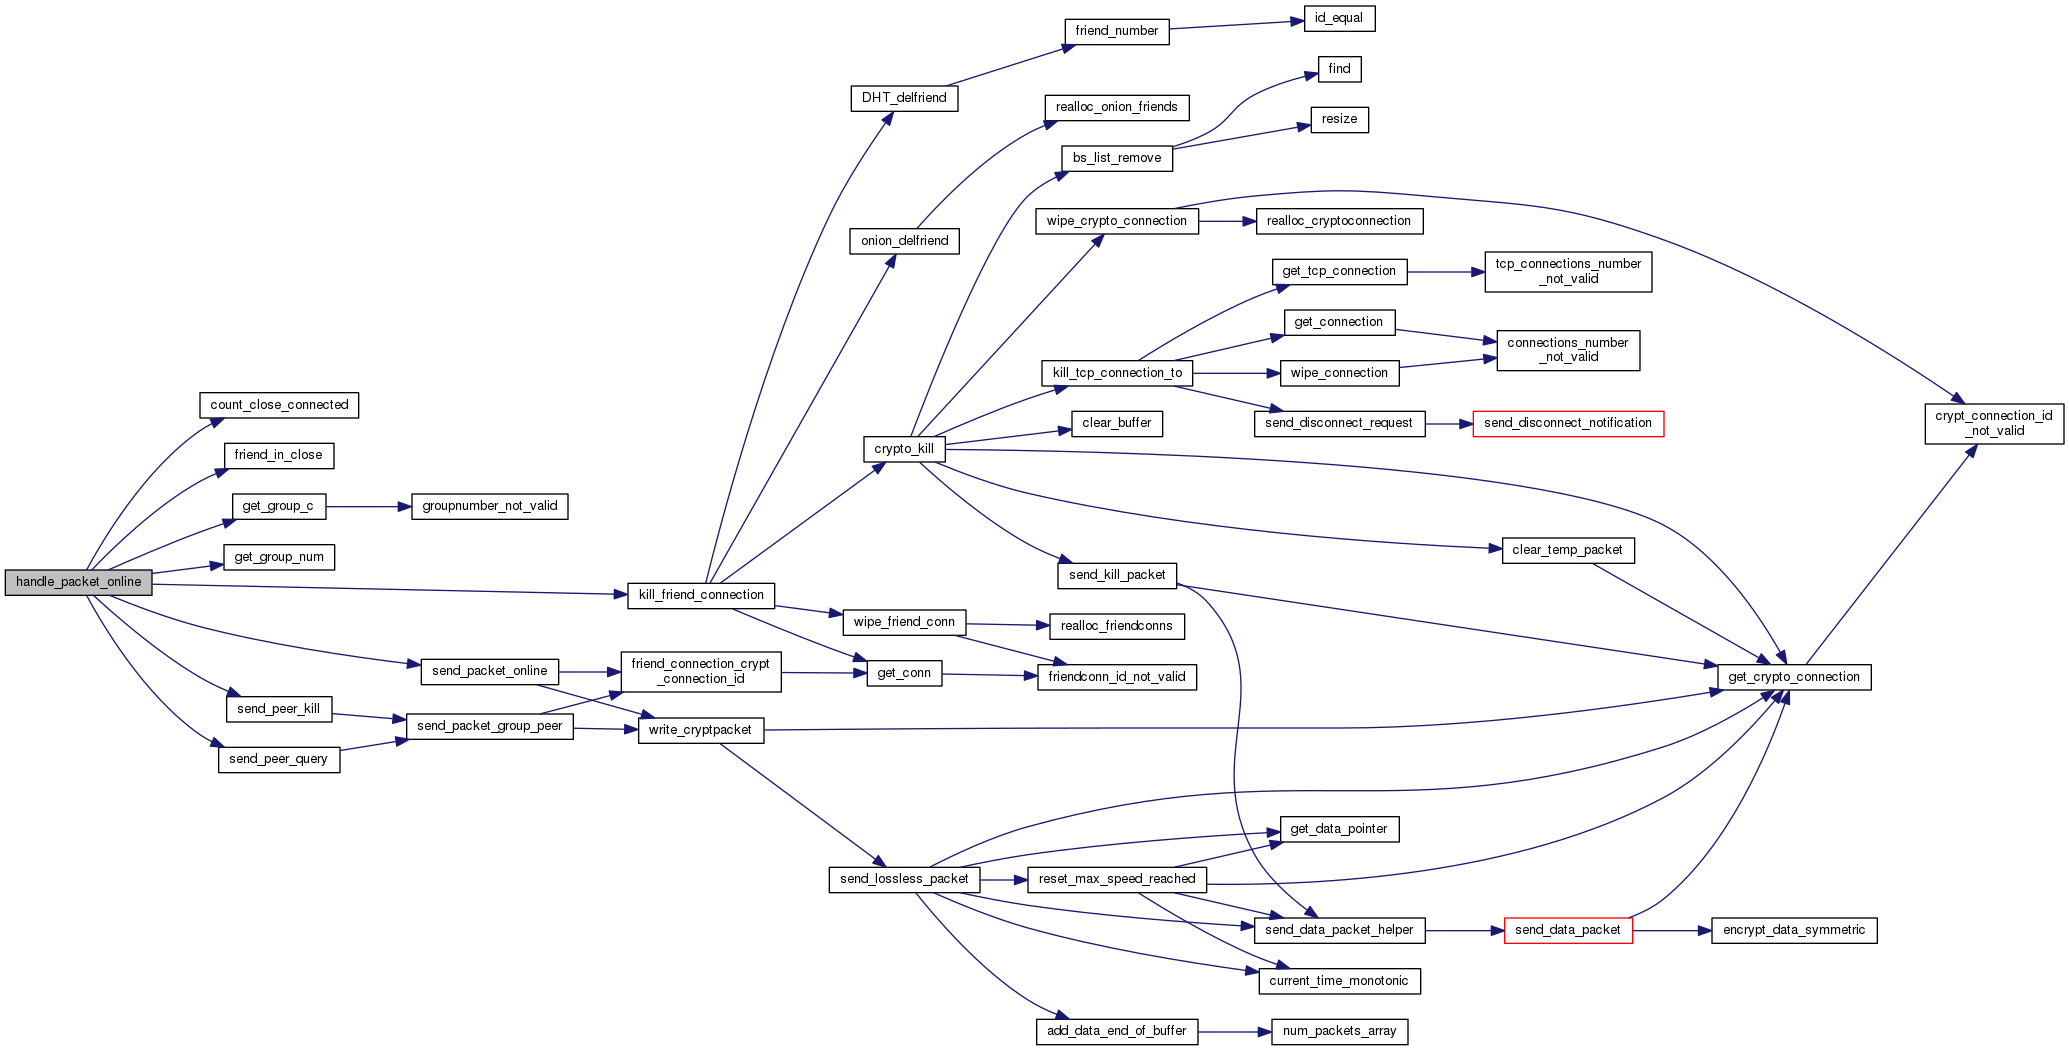 friend_number
id_equal
find
DHT_delfriend
realloc_onion_friends
resize
bs_list_remove
wipe_crypto_connection
realloc_cryptoconnection
onion_delfriend
get_tcp_connection
tcp_connections_number
_not_valid
get_connection
connections_number
_not_valid
kill_tcp_connection_to
wipe_connection
count_close_connected
clear_buffer
send_disconnect_request
send_disconnect_notification
crypt_connection_id
_not_valid
friend_in_close
crypto_kill
get_group_c
groupnumber_not_valid
get_group_num
clear_temp_packet
handle_packet_online
kill_friend_connection
send_kill_packet
wipe_friend_conn
realloc_friendconns
send_packet_online
friend_connection_crypt
_connection_id
get_conn
friendconn_id_not_valid
get_crypto_connection
send_peer_kill
send_packet_group_peer
write_cryptpacket
send_peer_query
get_data_pointer
send_lossless_packet
reset_max_speed_reached
send_data_packet_helper
send_data_packet
encrypt_data_symmetric
current_time_monotonic
add_data_end_of_buffer
num_packets_array